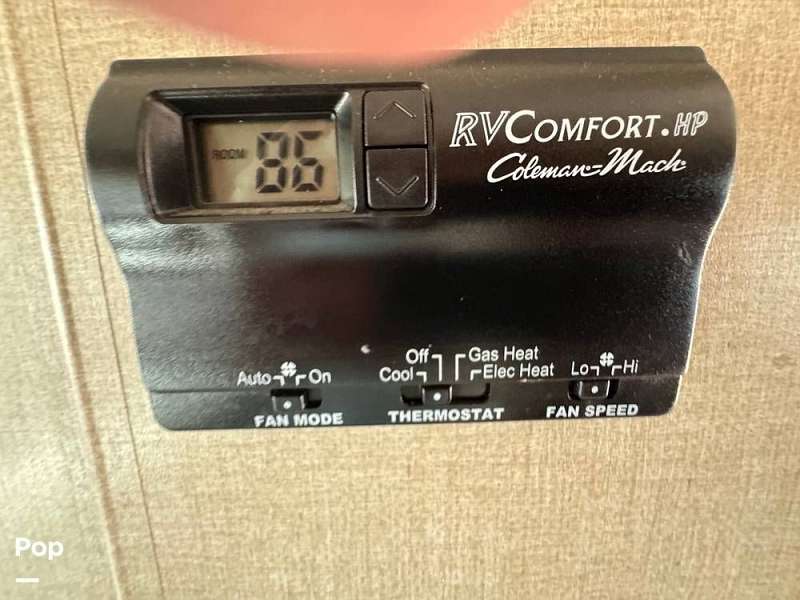 ROOM 86
RVCOMFORT.HP
Coleman-Mach
Off Gas Heat
Auto On Cool Elec Heat Lo Hi
FAN MODE THERMOSTAT FAN SPEED
Pop